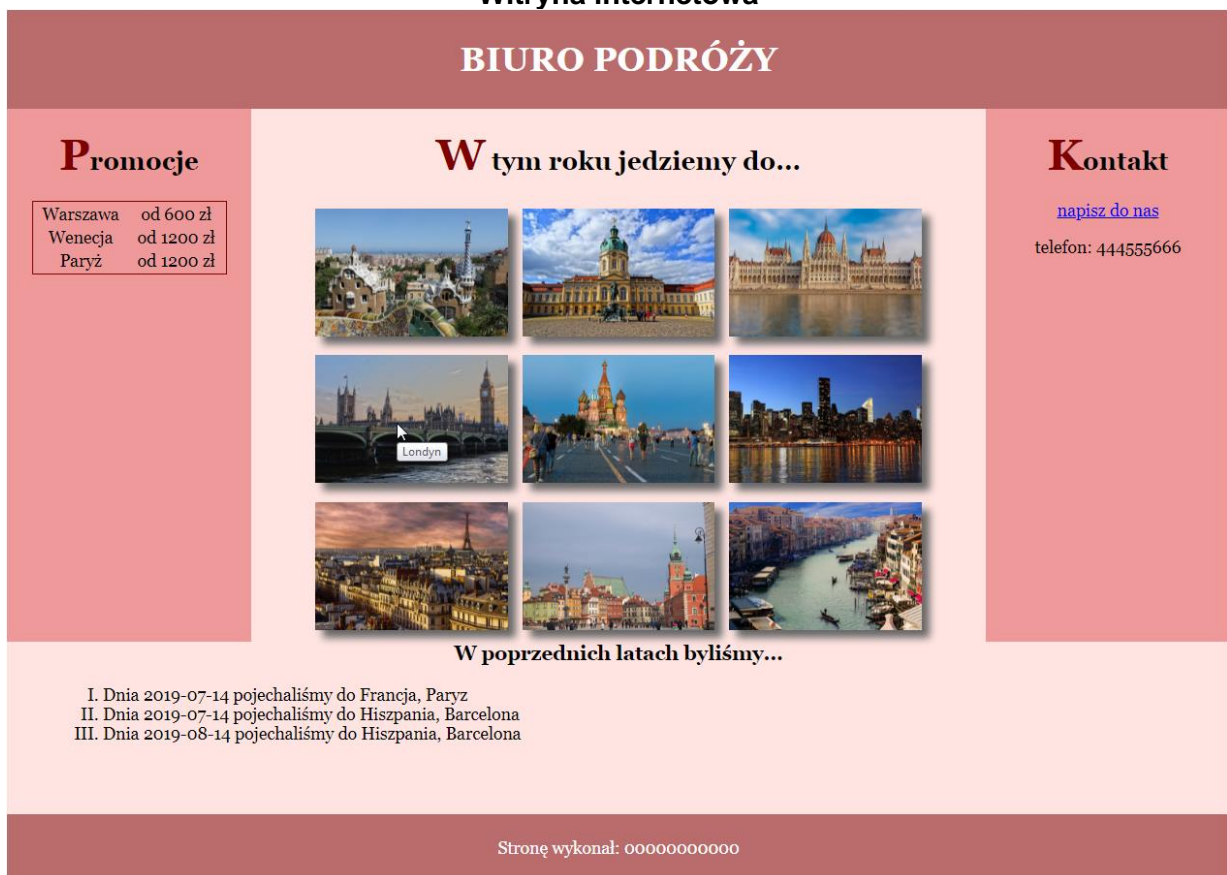 Witryna internetowa
BIURO PODRÓŻY
Promocje
Warszawa od 600 zł
Wenecja od 1200 zł
Paryż od 1200 zł
W tym roku jedziemy do...
Londyn
Kontakt
napisz do nas
telefon: 444555666
W poprzednich latach byliśmy...
I. Dnia 2019-07-14 pojechaliśmy do Francja, Paryz
II. Dnia 2019-07-14 pojechaliśmy do Hiszpania, Barcelona
III. Dnia 2019-08-14 pojechaliśmy do Hiszpania, Barcelona
Stronę wykonał: 00000000000